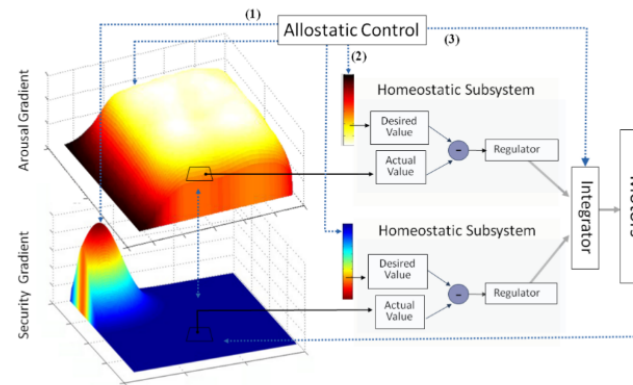 (1)
Allostatic Control
(2)
(3)
Arousal Gradient
Homeostatic Subsystem
Desired
Value
Actual
Value
-
Regulator
Integrator
Security Gradient
Homeostatic Subsystem
Desired
Value
Actual
Value
-
Regulator